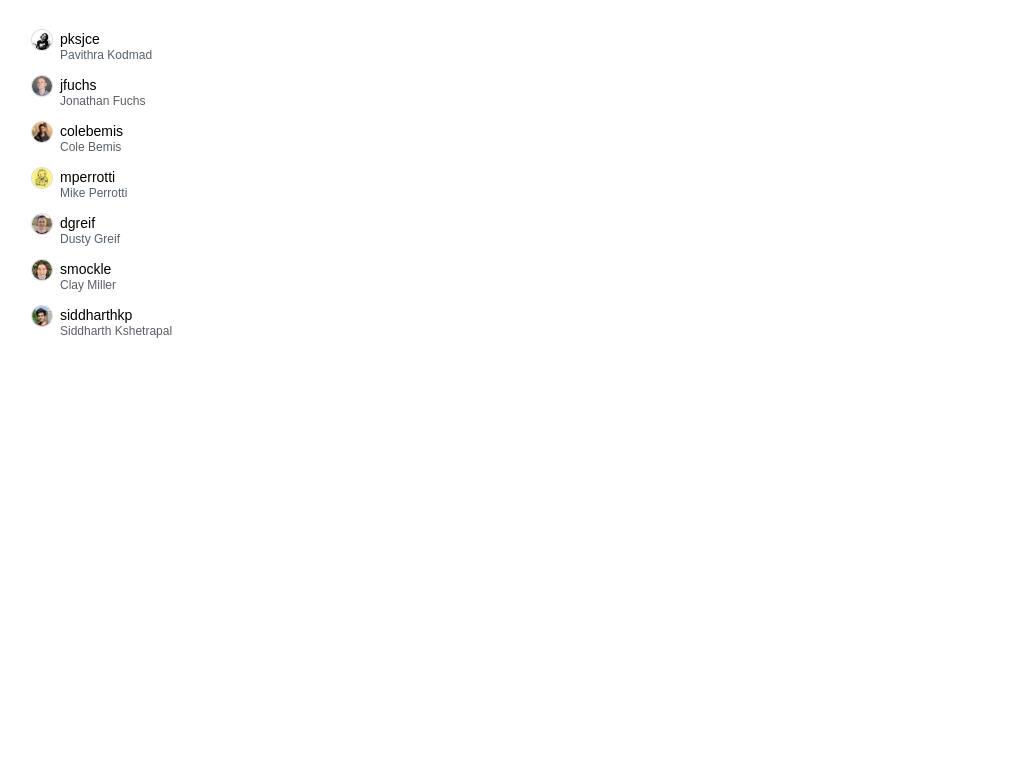 pksjce
Pavithra Kodmad
jfuchs
Jonathan Fuchs
colebemis
Cole Bemis
mperrotti
Mike Perrotti
dgreif
Dusty Greif
smockle
Clay Miller
siddharthkp
Siddharth Kshetrapal